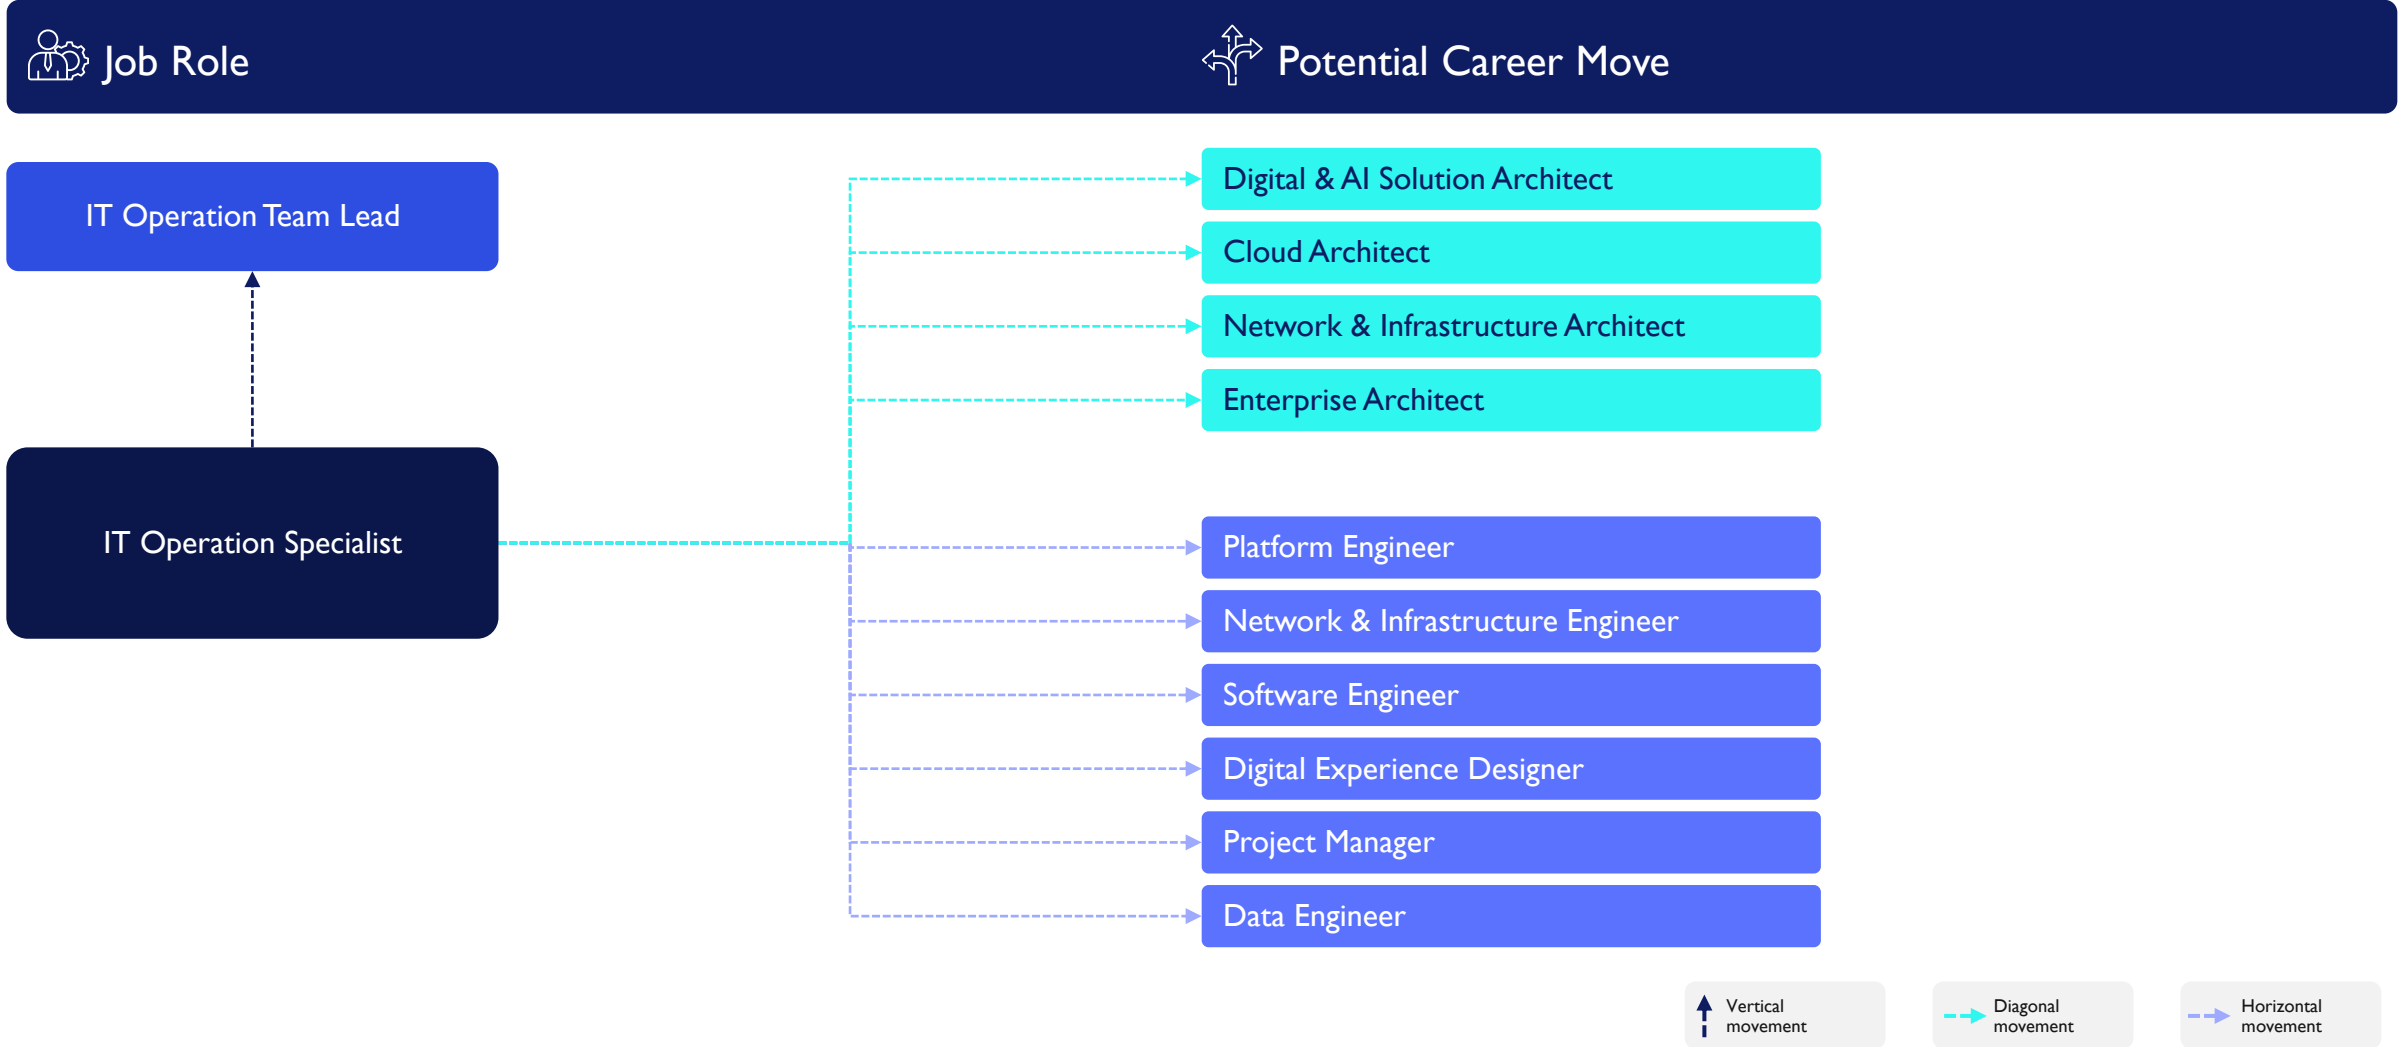 Job Role
Potential Career Move
IT Operation Team Lead
IT Operation Specialist
Digital & AI Solution Architect
Cloud Architect
Network & Infrastructure Architect
Enterprise Architect
Platform Engineer
Network & Infrastructure Engineer
Software Engineer
Digital Experience Designer
Project Manager
Data Engineer
Vertical
movement
Diagonal
movement
Horizontal
movement